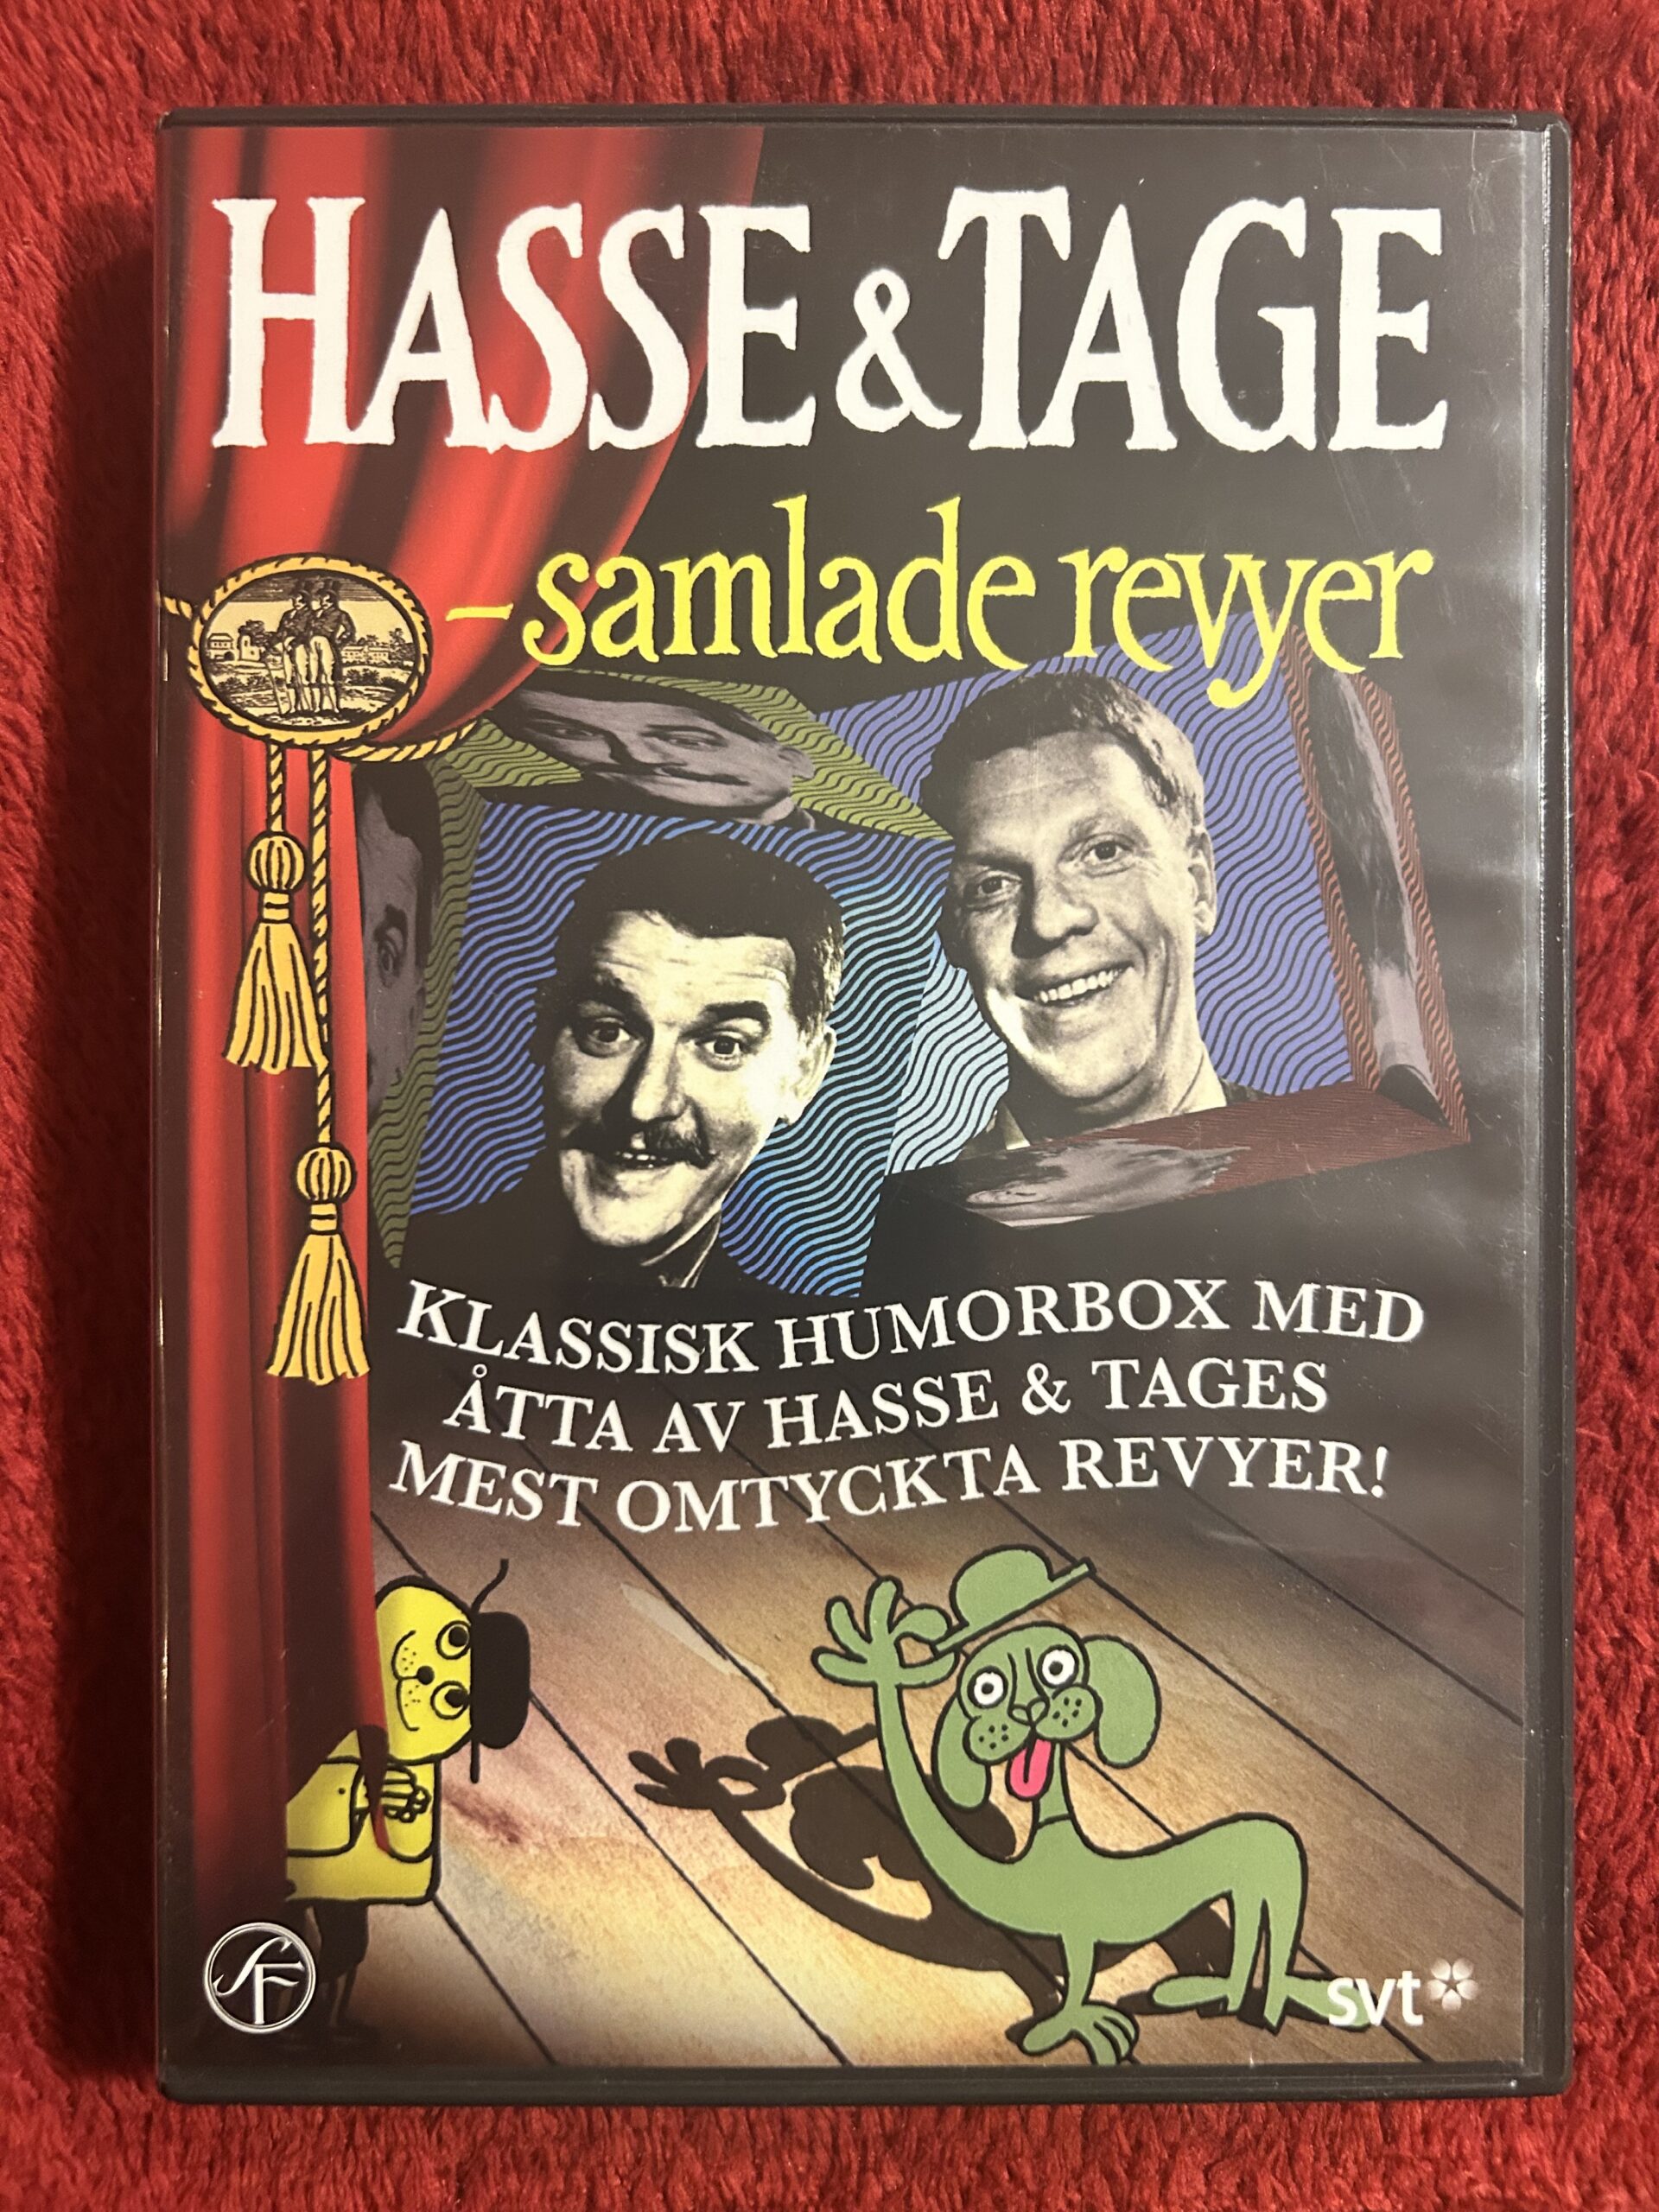 HASSE & TAGE
–samlade revyer
KLASSISK HUMORBOX MED
ÅTTA AV HASSE & TAGES
MEST OMTYCKTA REVYER!
SF
svt